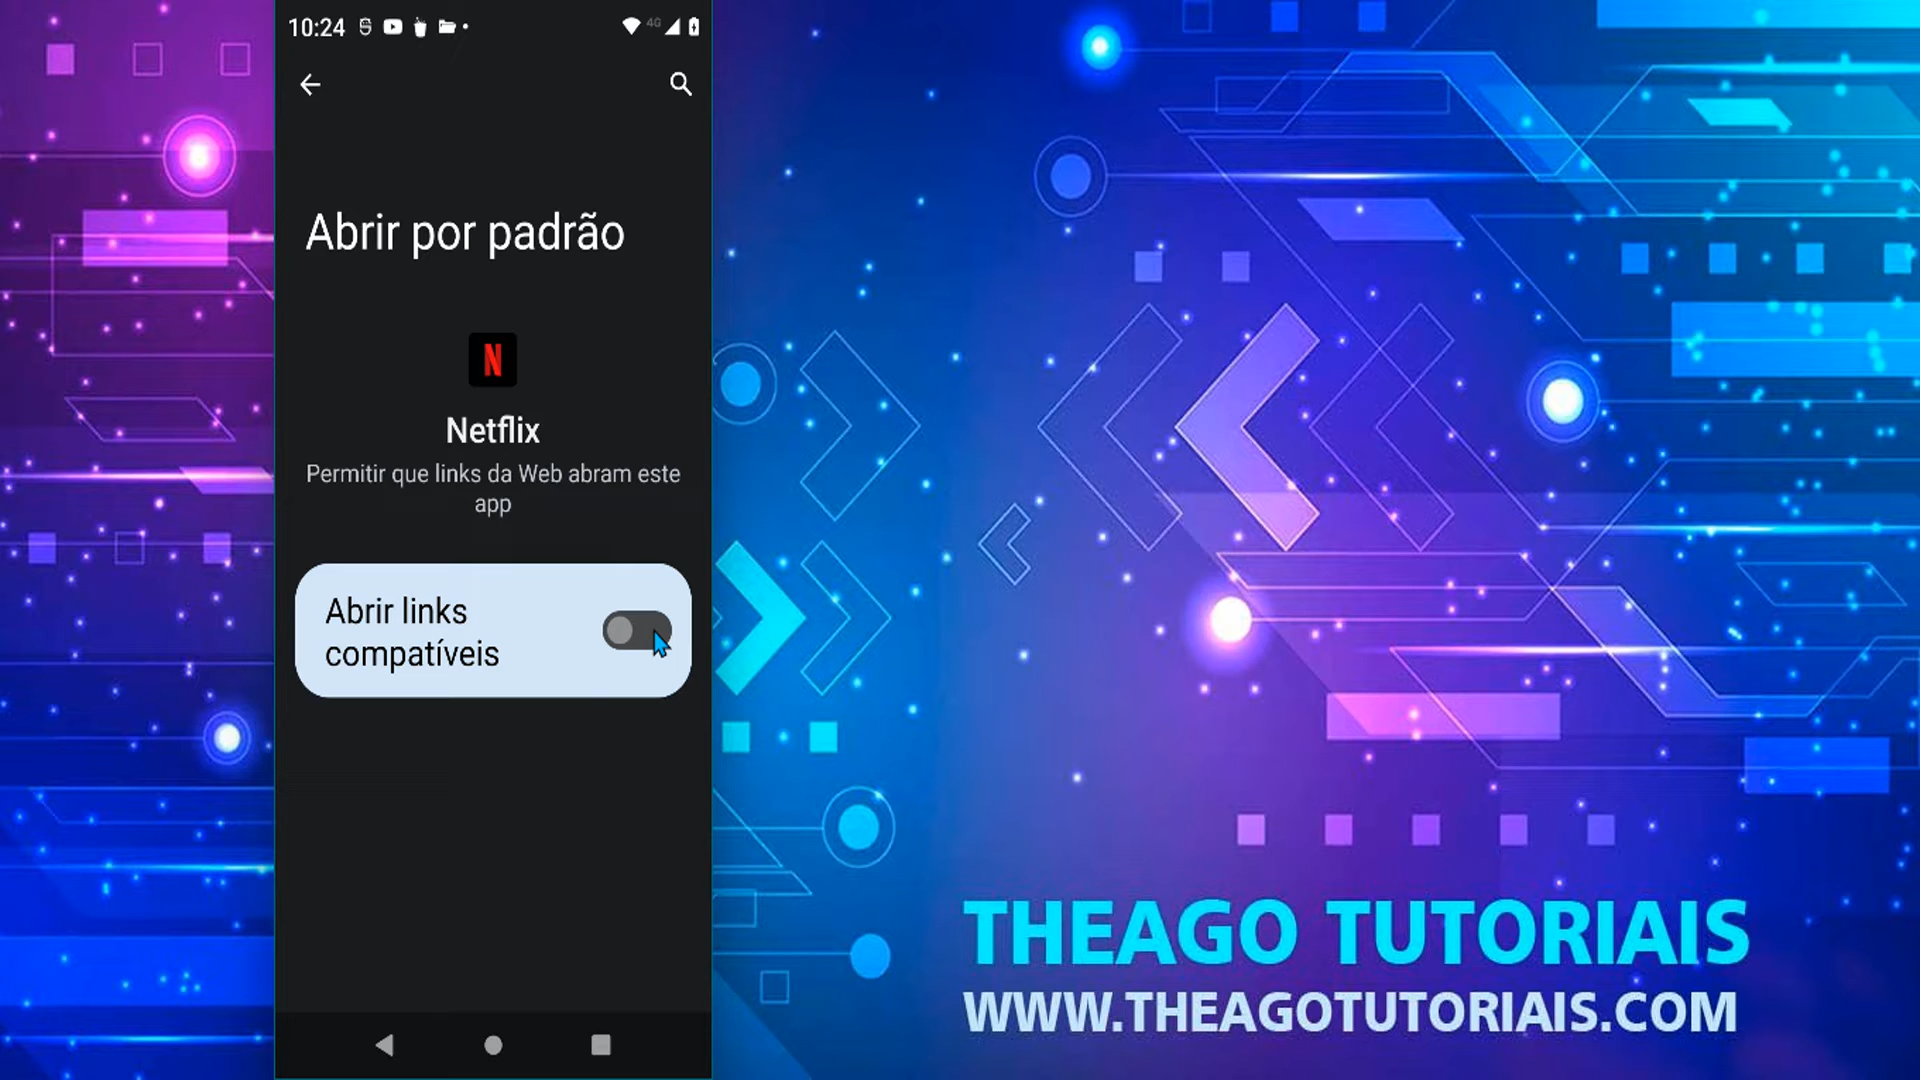 10:24
4G
Abrir por padrão
N
Netflix
Permitir que links da Web abram este
app
Abrir links
compatíveis
THEAGO TUTORIAIS
WWW.THEAGOTUTORIAIS.COM